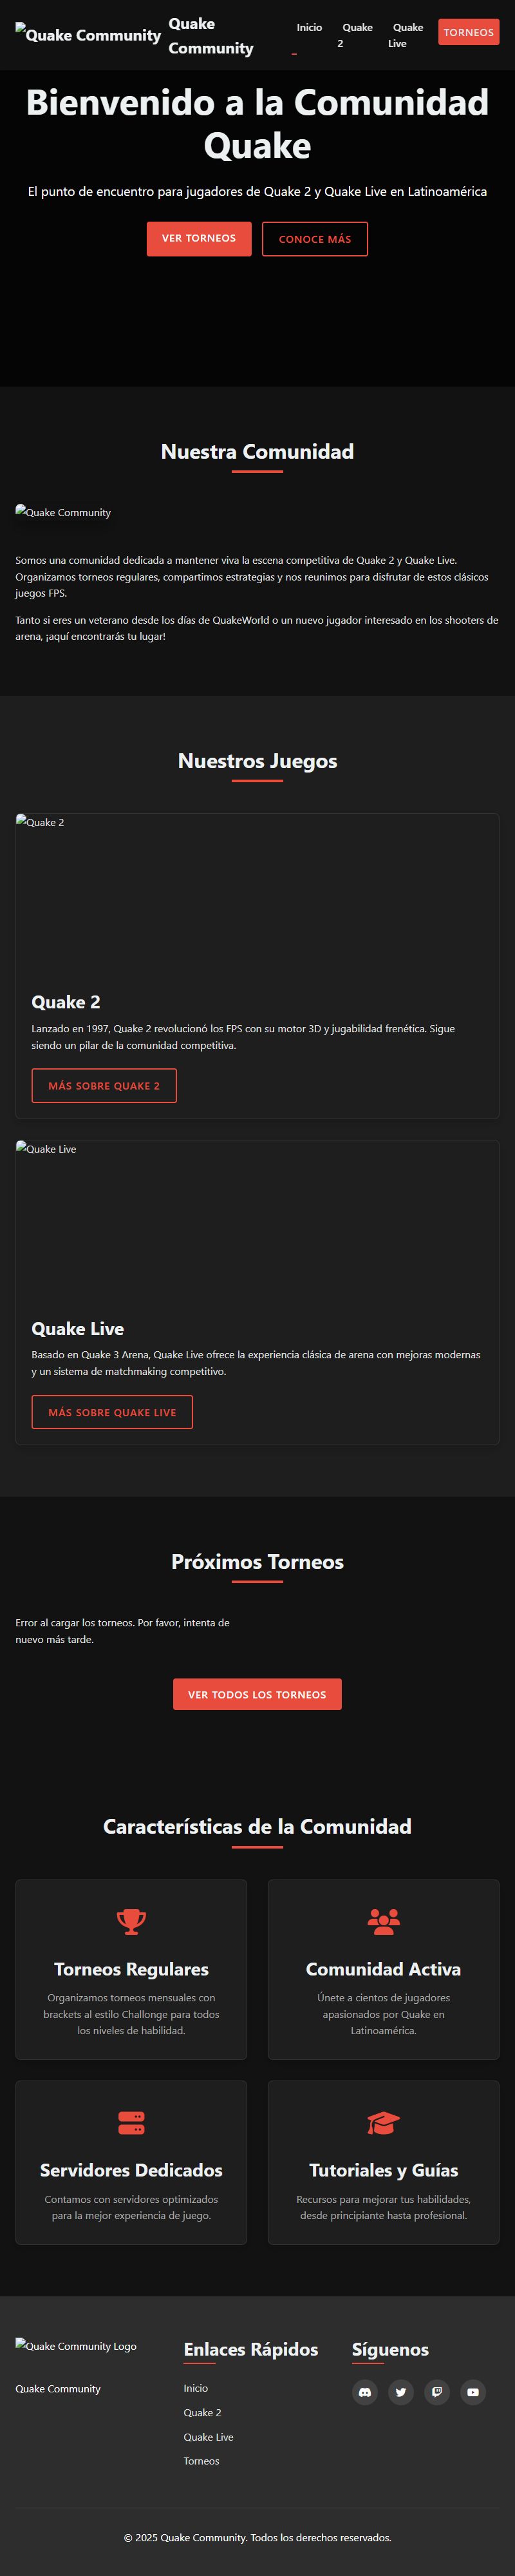 Quake Community
Quake
Community
Inicio
Quake
2
Quake
Live
TORNEOS
Bienvenido a la Comunidad
Quake
El punto de encuentro para jugadores de Quake 2 y Quake Live en Latinoamérica
VER TORNEOS
CONOCE MÁS
Nuestra Comunidad
Quake Community
Somos una comunidad dedicada a mantener viva la escena competitiva de Quake 2 y Quake Live.
Organizamos torneos regulares, compartimos estrategias y nos reunimos para disfrutar de estos clásicos
juegos FPS.
Tanto si eres un veterano desde los días de QuakeWorld o un nuevo jugador interesado en los shooters de
arena, ¡aquí encontrarás tu lugar!
Nuestros Juegos
Quake 2
Quake 2
Lanzado en 1997, Quake 2 revolucionó los FPS con su motor 3D y jugabilidad frenética. Sigue
siendo un pilar de la comunidad competitiva.
MÁS SOBRE QUAKE 2
Quake Live
Quake Live
Basado en Quake 3 Arena, Quake Live ofrece la experiencia clásica de arena con mejoras modernas
y un sistema de matchmaking competitivo.
MÁS SOBRE QUAKE LIVE
Próximos Torneos
Error al cargar los torneos. Por favor, intenta de
nuevo más tarde.
VER TODOS LOS TORNEOS
Características de la Comunidad
Torneos Regulares
Organizamos torneos mensuales con
brackets al estilo Challonge para todos
los niveles de habilidad.
Comunidad Activa
Únete a cientos de jugadores
apasionados por Quake en
Latinoamérica.
Servidores Dedicados
Contamos con servidores optimizados
para la mejor experiencia de juego.
Tutoriales y Guías
Recursos para mejorar tus habilidades,
desde principiante hasta profesional.
Quake Community Logo
Quake Community
Enlaces Rápidos
Inicio
Quake 2
Quake Live
Torneos
Síguenos
© 2025 Quake Community. Todos los derechos reservados.